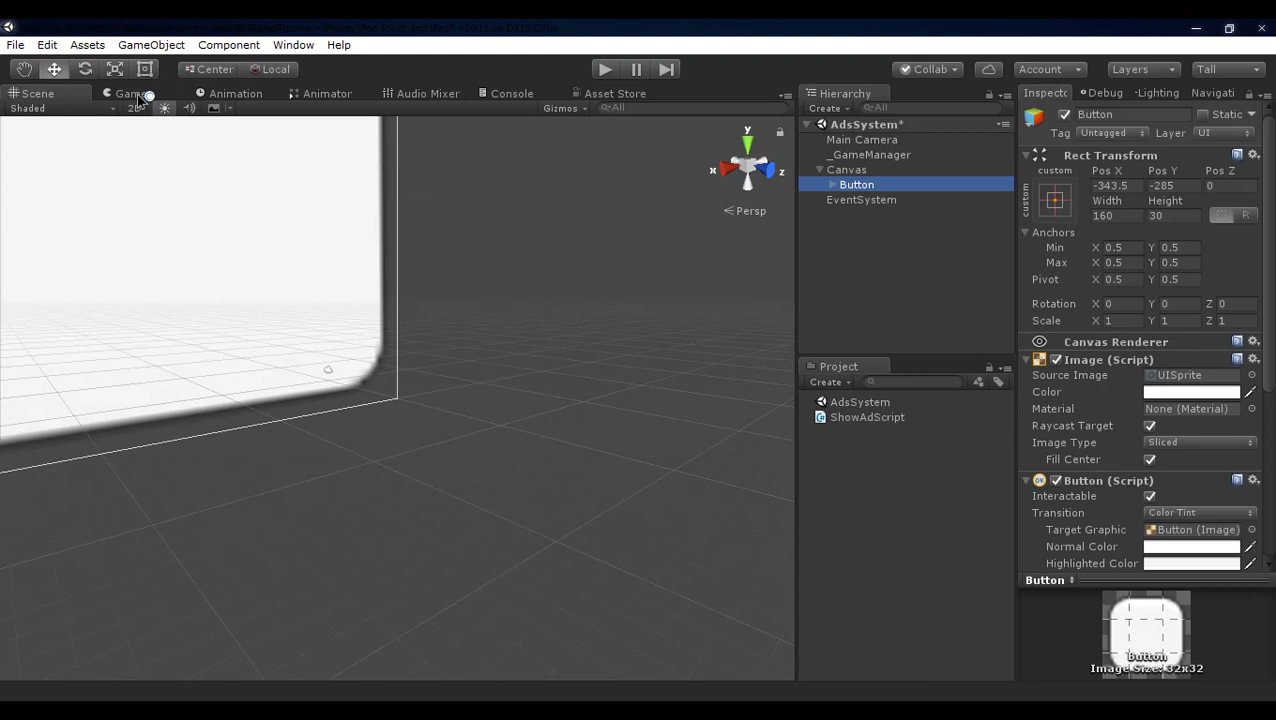 File Edit Assets GameObject Component Window Help
Center Local Collab Account Layers Tall
Scene Game Animation Animator Audio Mixer Console Asset Store
Shaded 2D Gizmos All
Hierarchy
Create All
AdsSystem*
Main Camera
_GameManager
Canvas
Button
EventSystem
Project
Create
AdsSystem
ShowAdScript
y
x
z
Persp
Inspecto Debug Lighting Navigati
Button Static
Tag Untagged Layer UI
Rect Transform
custom Pos X Pos Y Pos Z
custom
-343.5 -285 0
Width Height
160 30 R
Anchors
Min X 0.5 Y 0.5
Max X 0.5 Y 0.5
Pivot X 0.5 Y 0.5
Rotation X 0 Y 0 Z 0
Scale X 1 Y 1 Z 1
Canvas Renderer
Image (Script)
Source Image UISprite
Color
Material None (Material)
Raycast Target
Image Type Sliced
Fill Center
OK Button (Script)
Interactable
Transition Color Tint
Target Graphic Button (Image)
Normal Color
Highlighted Color
Button
Button
Image Size: 32x32